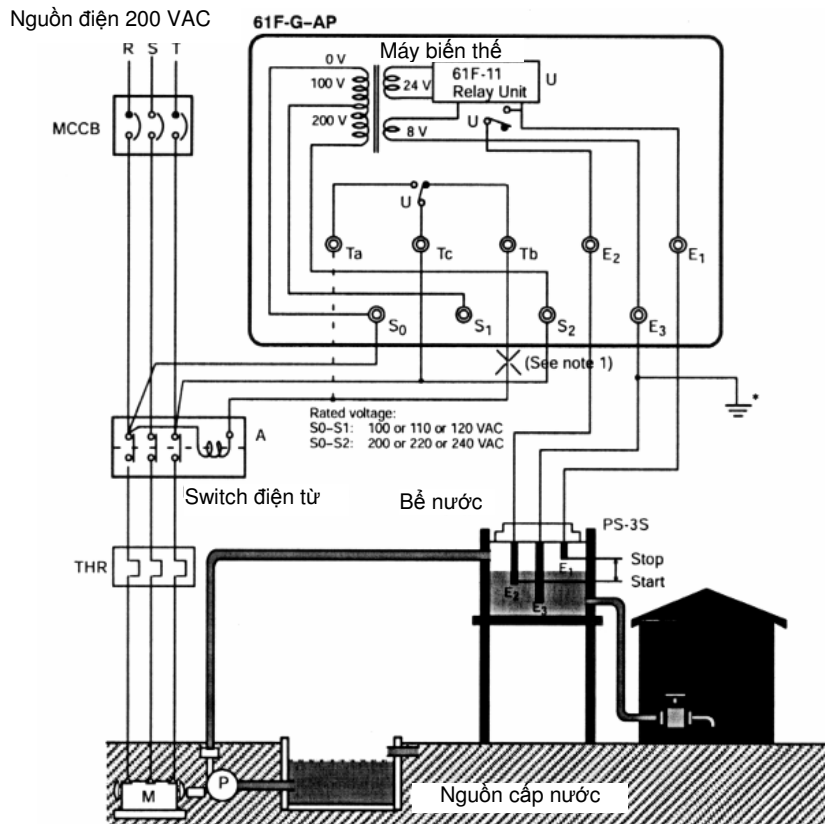 Nguồn điện 200 VAC
61F-G-AP
R S T
0 V
Máy biến thế
100 V
24 V
61F-11
Relay Unit
U
MCCB
200 V
8 V
U
U
Ta
Tc
Tb
E2
E1
S0
S1
S2
E3
(See note 1)
*
Rated voltage:
S0-S1: 100 or 110 or 120 VAC
S0-S2: 200 or 220 or 240 VAC
A
Switch điện từ
Bể nước
PS-3S
THR
E1
Stop
E2
Start
E3
M
P
Nguồn cấp nước